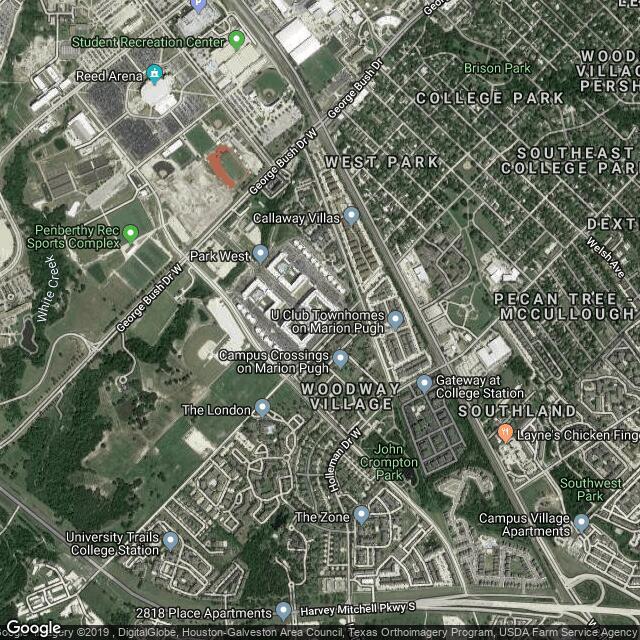 Student Recreation Center
Reed Arena
George Bush Dr
George Bush Dr
George Bush Dr W
Brison Park
COLLEGE PARK
WOOD
VILLAG
PERSH
WEST PARK
SOUTHEAST
COLLEGE PAR
DEXT
Welsh Ave
Callaway Villas
Penberthy Rec
Sports Complex
Park West
White Creek
George Bush Dr W
PECAN TREE -
MCCULLOUGH
U Club Townhomes
on Marion Pugh
Campus Crossings
on Marion Pugh
WOODWAY
VILLAGE
Gateway at
College Station
SOUTHLAND
The London
Layne's Chicken Fing
Holleman Dr W
John
Crompton
Park
Southwest
Park
The Zone
Campus Village
Apartments
University Trails
College Station
2818 Place Apartments
Harvey Mitchell Pkwy S
Google
©2019 , DigitalGlobe, Houston-Galveston Area Council, Texas Orthoimagery Program, USDA Farm Service Agency